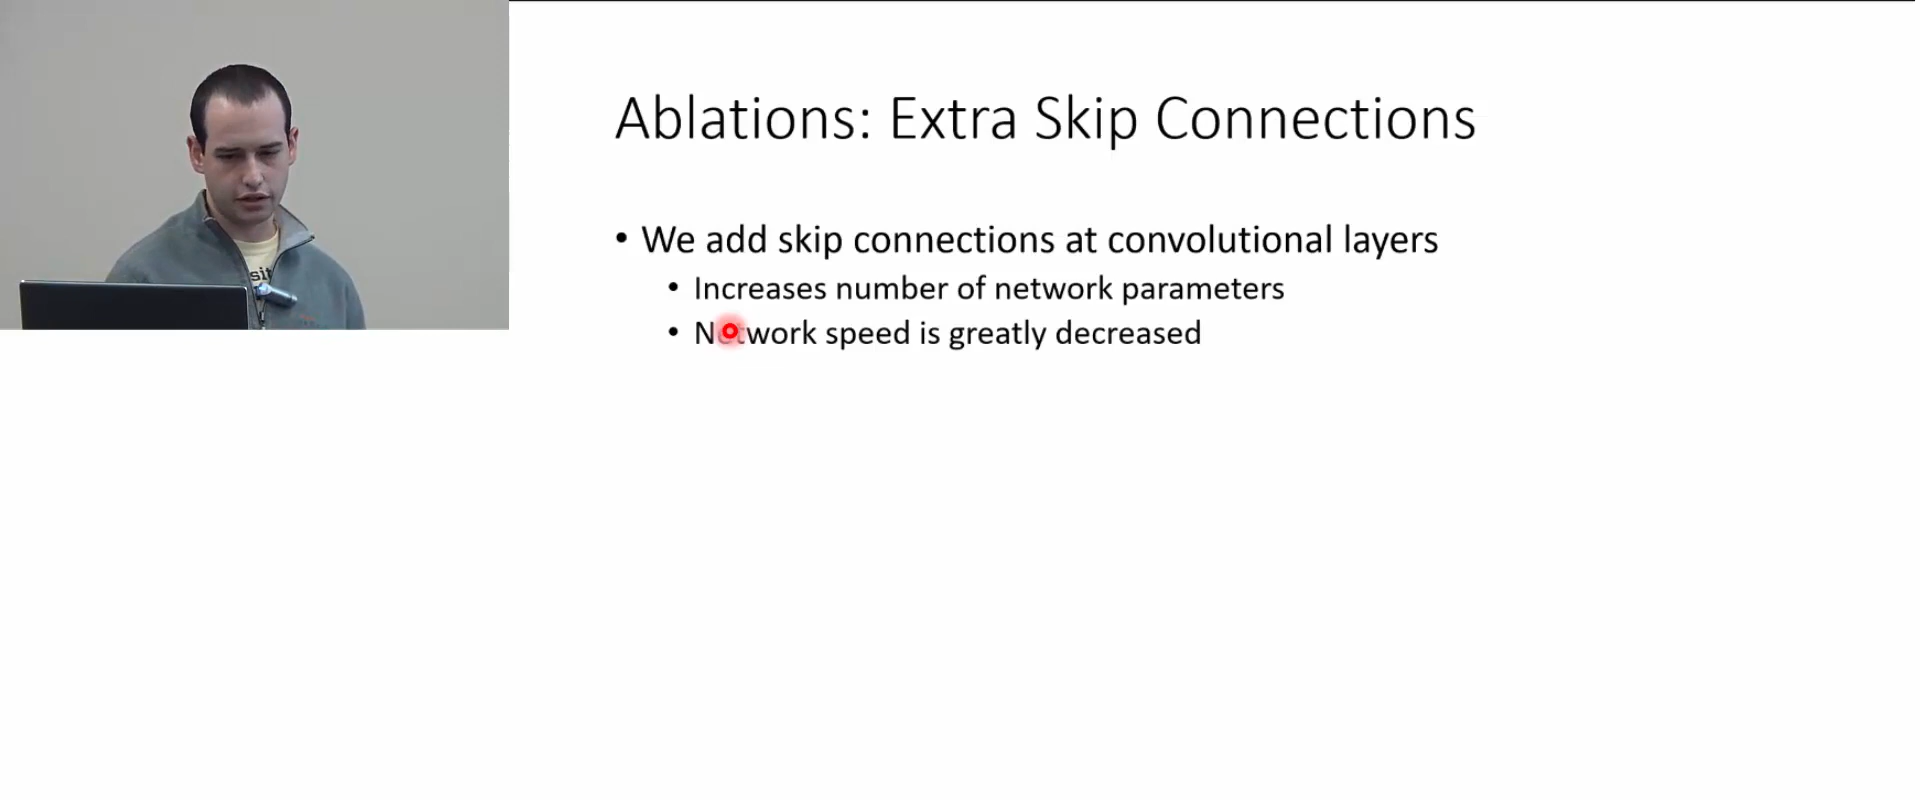 Ablations: Extra Skip Connections
• We add skip connections at convolutional layers
• Increases number of network parameters
• Network speed is greatly decreased